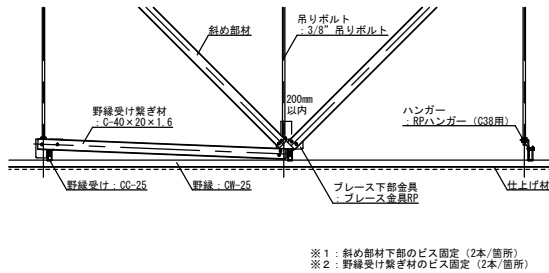 斜め部材
吊りボルト
：3/8" 吊りボルト
野縁受け繋ぎ材
：C-40×20×1.6
200mm
以内
ハンガー
：RPハンガー（C38用）
野縁受け：CC-25
野縁：CW-25
ブレース下部金具
：ブレース金具RP
仕上げ材
※１：斜め部材下部のビス固定（2本/箇所）
※２：野縁受け繋ぎ材のビス固定（2本/箇所）